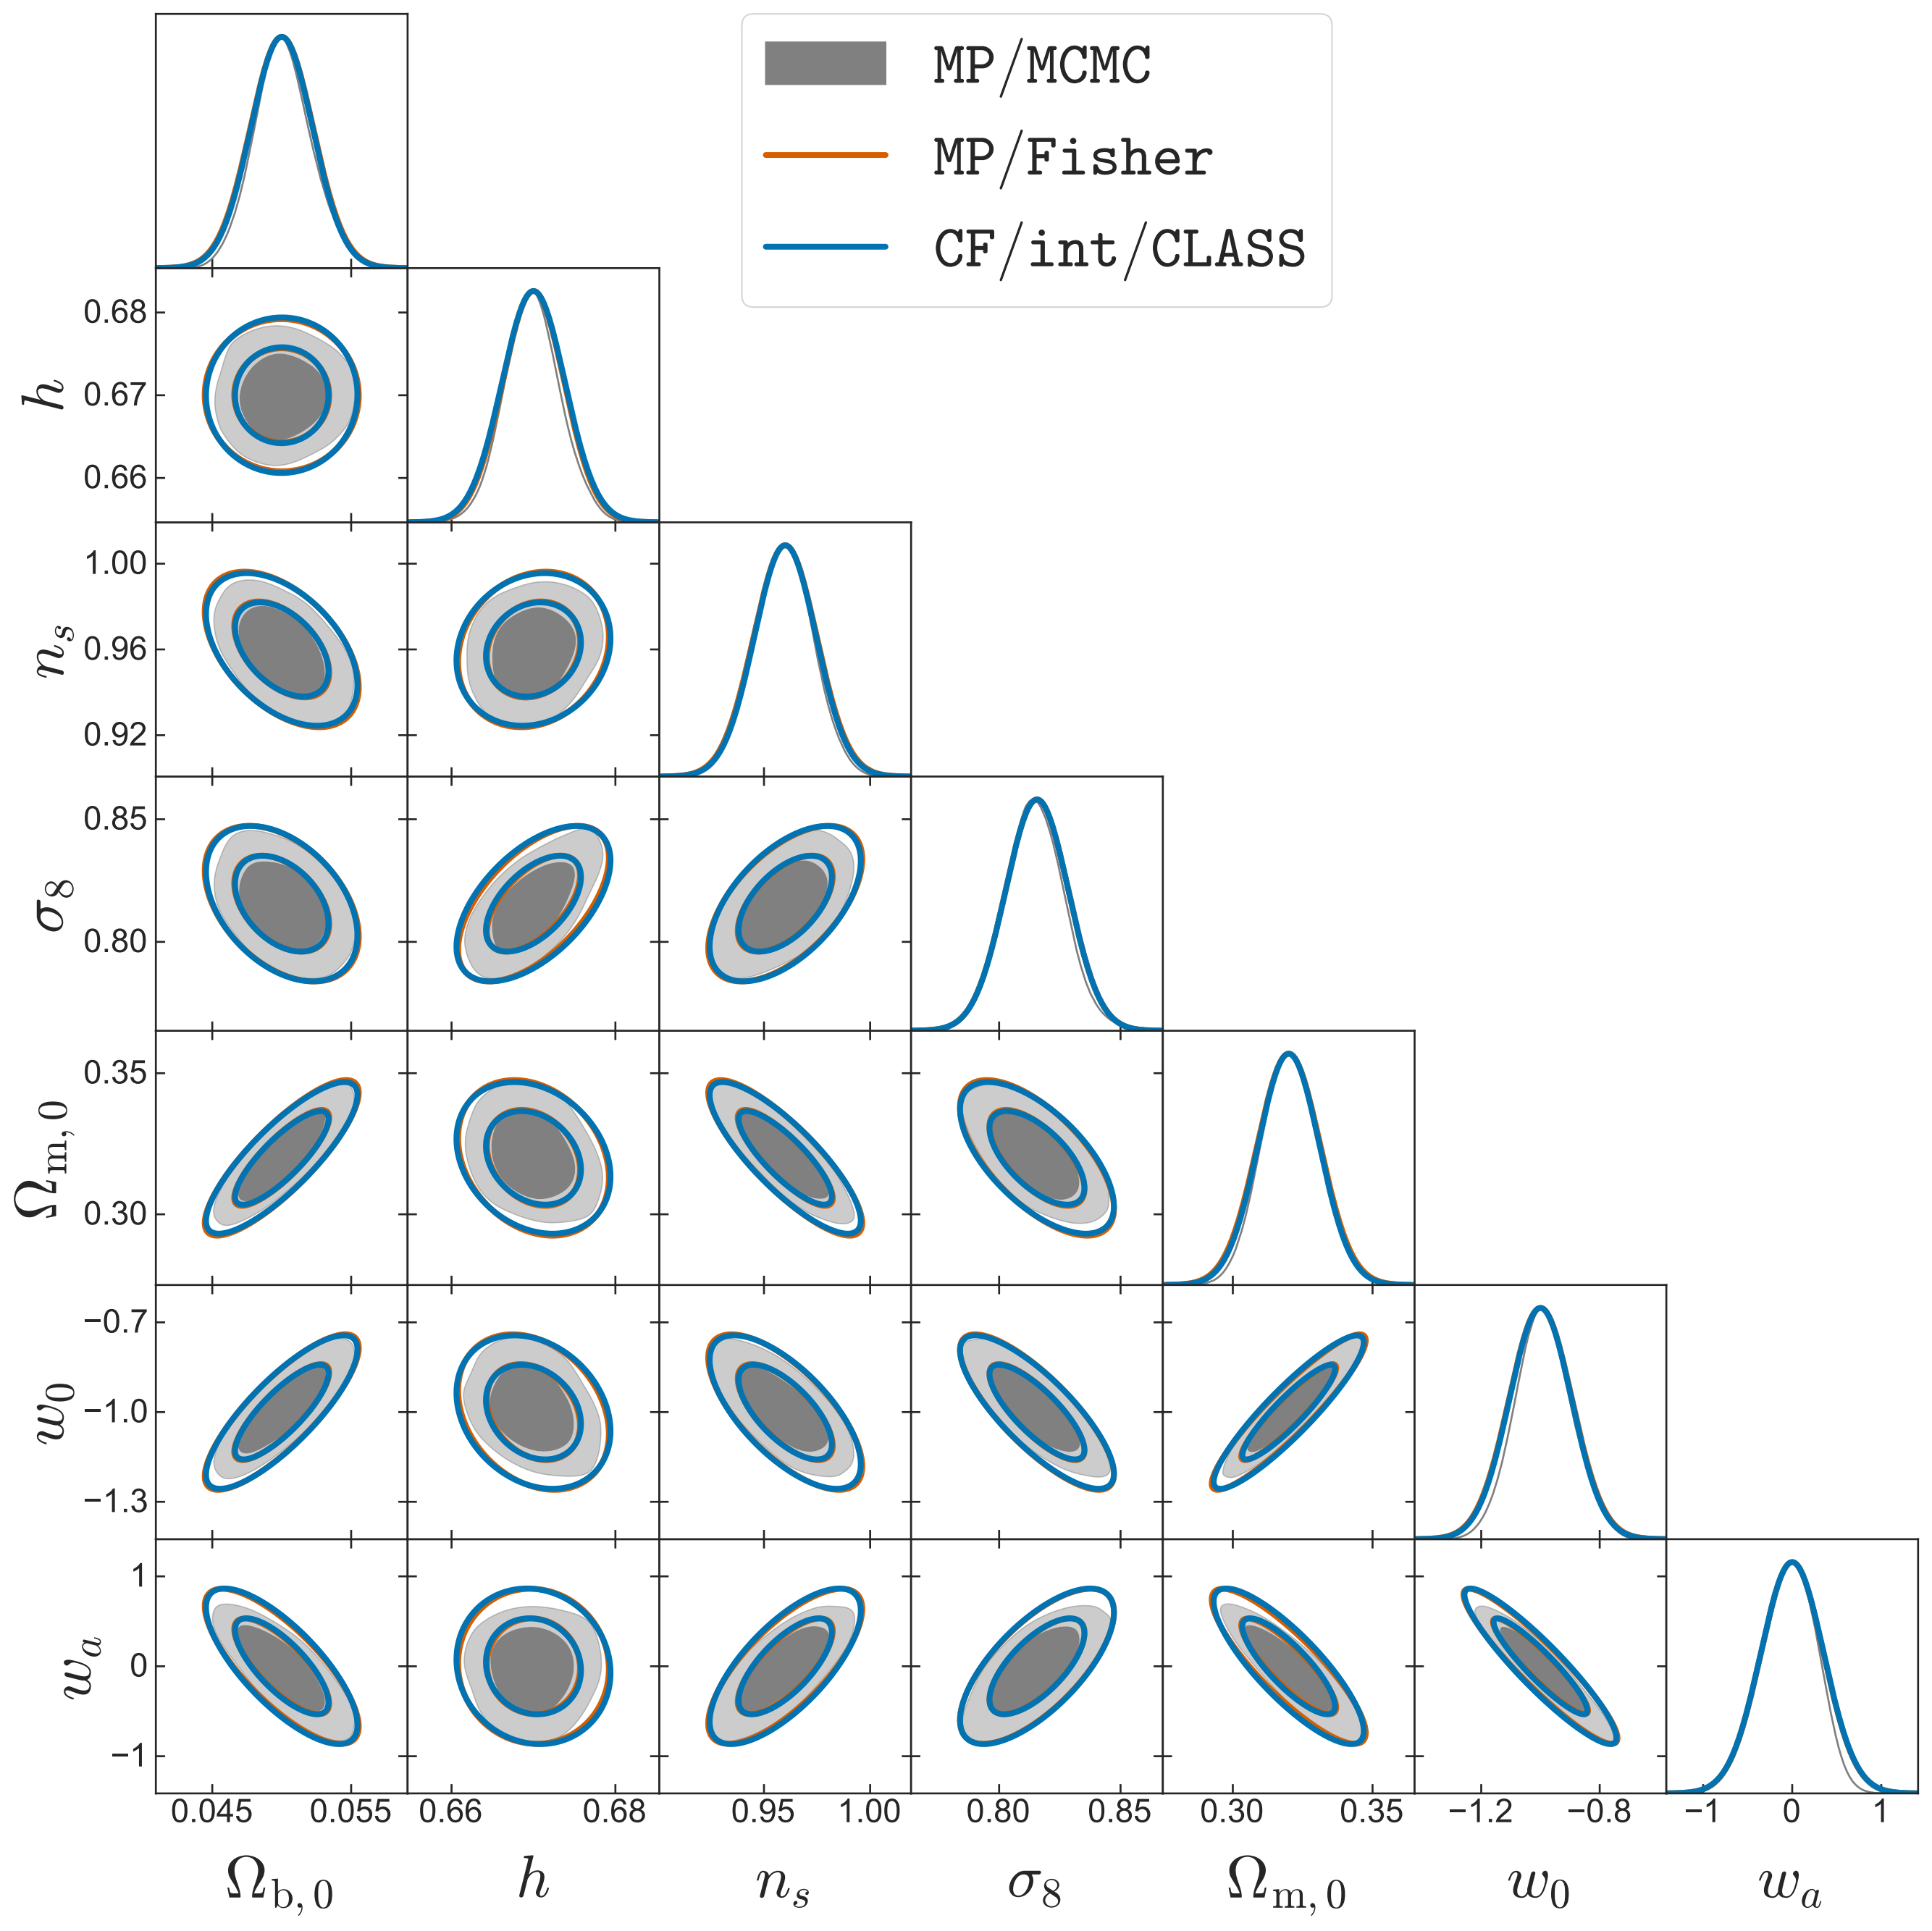 MP/MCMC
MP/Fisher
CF/int/CLASS
0.68
0.67
0.66
h
1.00
0.96
0.92
n_s
0.85
0.80
σ_8
0.35
0.30
Ω_{m,0}
−0.7
−1.0
−1.3
w_0
1
0
−1
w_a
0.045 0.055 0.66 0.68 0.95 1.00 0.80 0.85 0.30 0.35 −1.2 −0.8 −1 0 1
Ω_{b,0} h n_s σ_8 Ω_{m,0} w_0 w_a